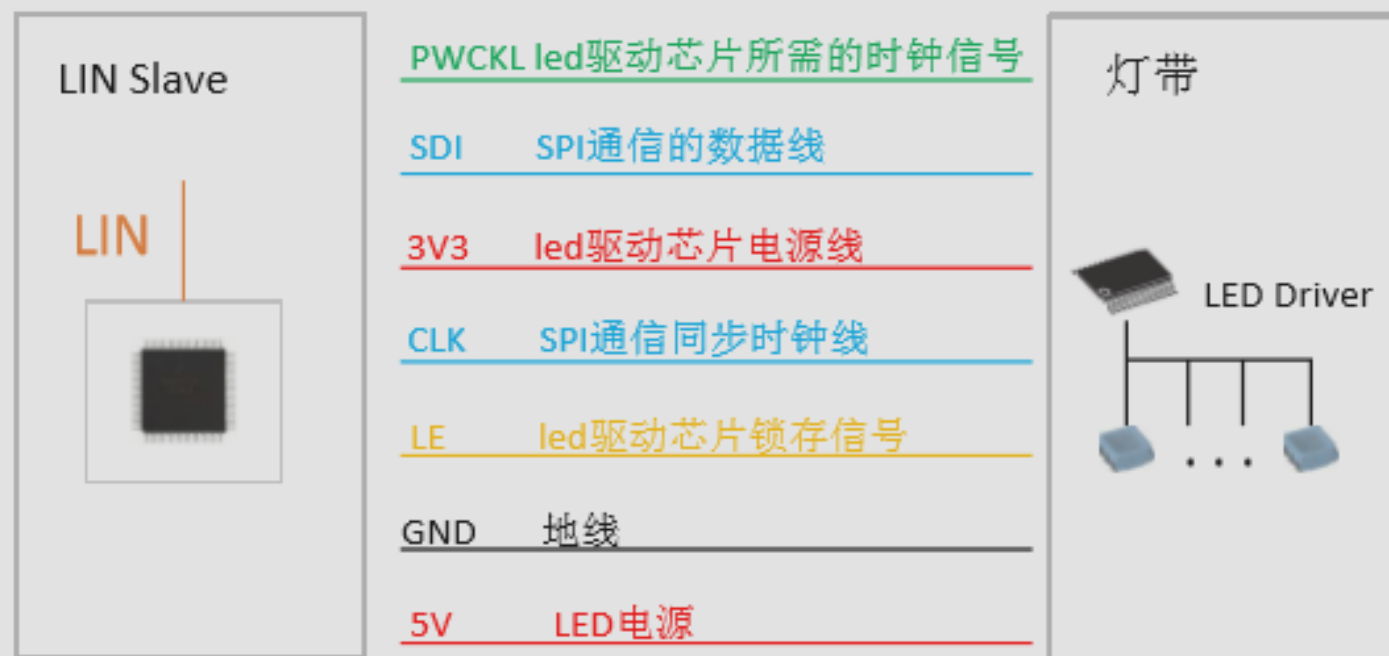 LIN Slave
LIN
PWCKL led驱动芯片所需的时钟信号
SDI SPI通信的数据线
3V3 led驱动芯片电源线
CLK SPI通信同步时钟线
LE led驱动芯片锁存信号
GND 地线
5V LED电源
灯带
LED Driver